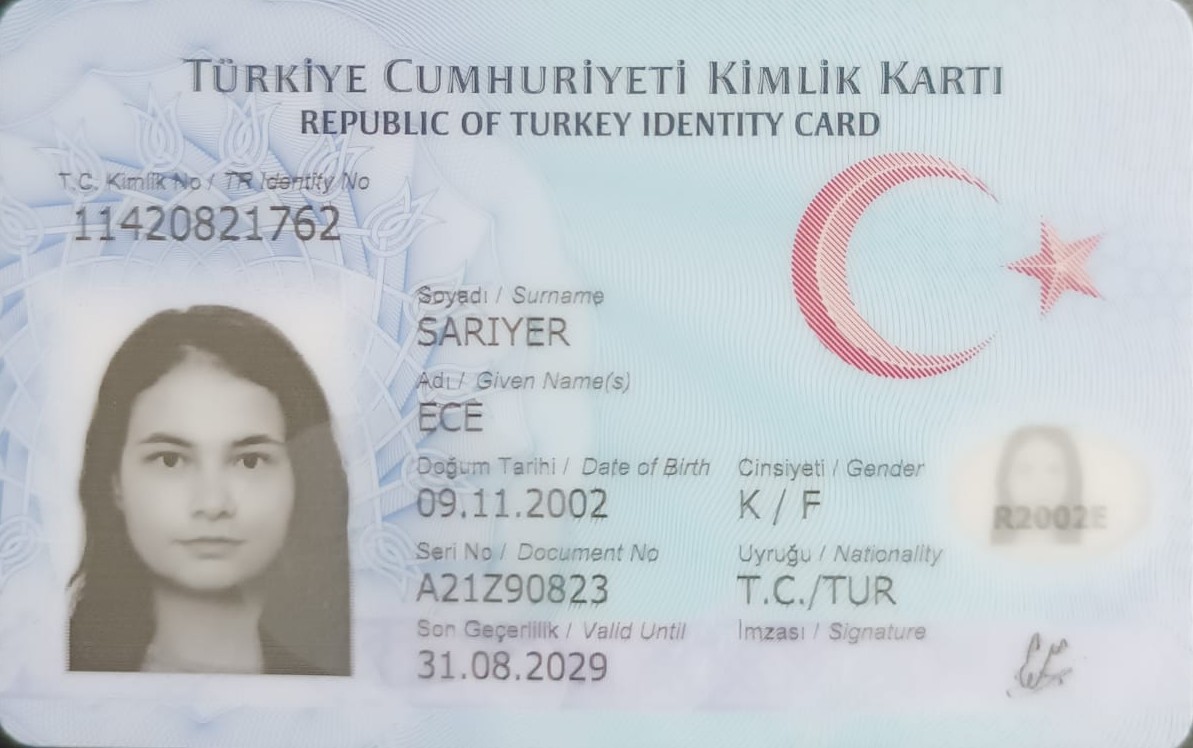 TÜRKİYE CUMHURİYETİ KİMLİK KARTI
REPUBLIC OF TURKEY IDENTITY CARD
T.C. Kimlik No / TR Identity No
11420821762
Soyadı / Surname
SARIYER
Adı / Given Name(s)
ECE
Doğum Tarihi / Date of Birth Cinsiyeti / Gender
09.11.2002 K / F
R2002E
Seri No / Document No Uyruğu / Nationality
A21Z90823 T.C./TUR
Son Geçerlilik / Valid Until İmzası / Signature
31.08.2029